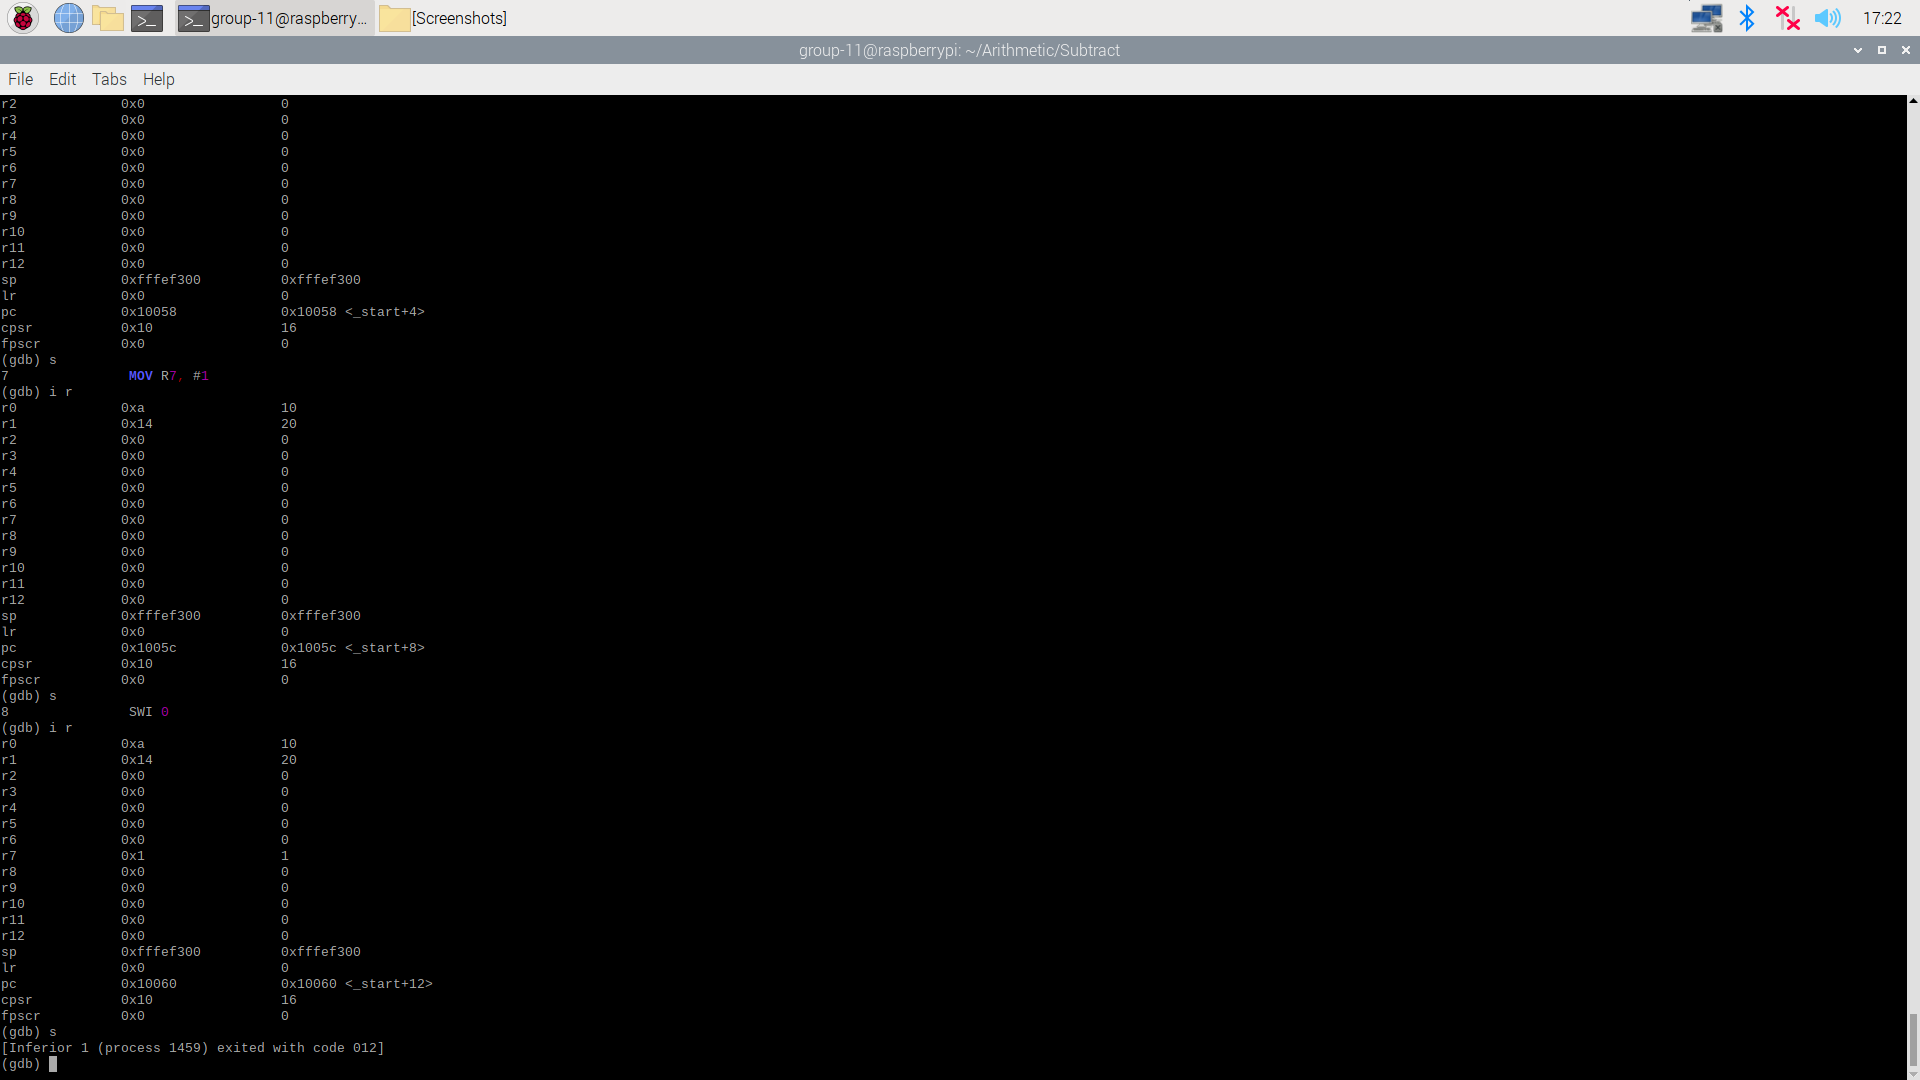 group-11@raspberry... [Screenshots] 17:22
group-11@raspberrypi: ~/Arithmetic/Subtract
File Edit Tabs Help
r2 0x0 0
r3 0x0 0
r4 0x0 0
r5 0x0 0
r6 0x0 0
r7 0x0 0
r8 0x0 0
r9 0x0 0
r10 0x0 0
r11 0x0 0
r12 0x0 0
sp 0xfffef300 0xfffef300
lr 0x0 0
pc 0x10058 0x10058 <_start+4>
cpsr 0x10 16
fpscr 0x0 0
(gdb) s
7 MOV R7, #1
(gdb) i r
r0 0xa 10
r1 0x14 20
r2 0x0 0
r3 0x0 0
r4 0x0 0
r5 0x0 0
r6 0x0 0
r7 0x0 0
r8 0x0 0
r9 0x0 0
r10 0x0 0
r11 0x0 0
r12 0x0 0
sp 0xfffef300 0xfffef300
lr 0x0 0
pc 0x1005c 0x1005c <_start+8>
cpsr 0x10 16
fpscr 0x0 0
(gdb) s
8 SWI 0
(gdb) i r
r0 0xa 10
r1 0x14 20
r2 0x0 0
r3 0x0 0
r4 0x0 0
r5 0x0 0
r6 0x0 0
r7 0x1 1
r8 0x0 0
r9 0x0 0
r10 0x0 0
r11 0x0 0
r12 0x0 0
sp 0xfffef300 0xfffef300
lr 0x0 0
pc 0x10060 0x10060 <_start+12>
cpsr 0x10 16
fpscr 0x0 0
(gdb) s
[Inferior 1 (process 1459) exited with code 012]
(gdb)